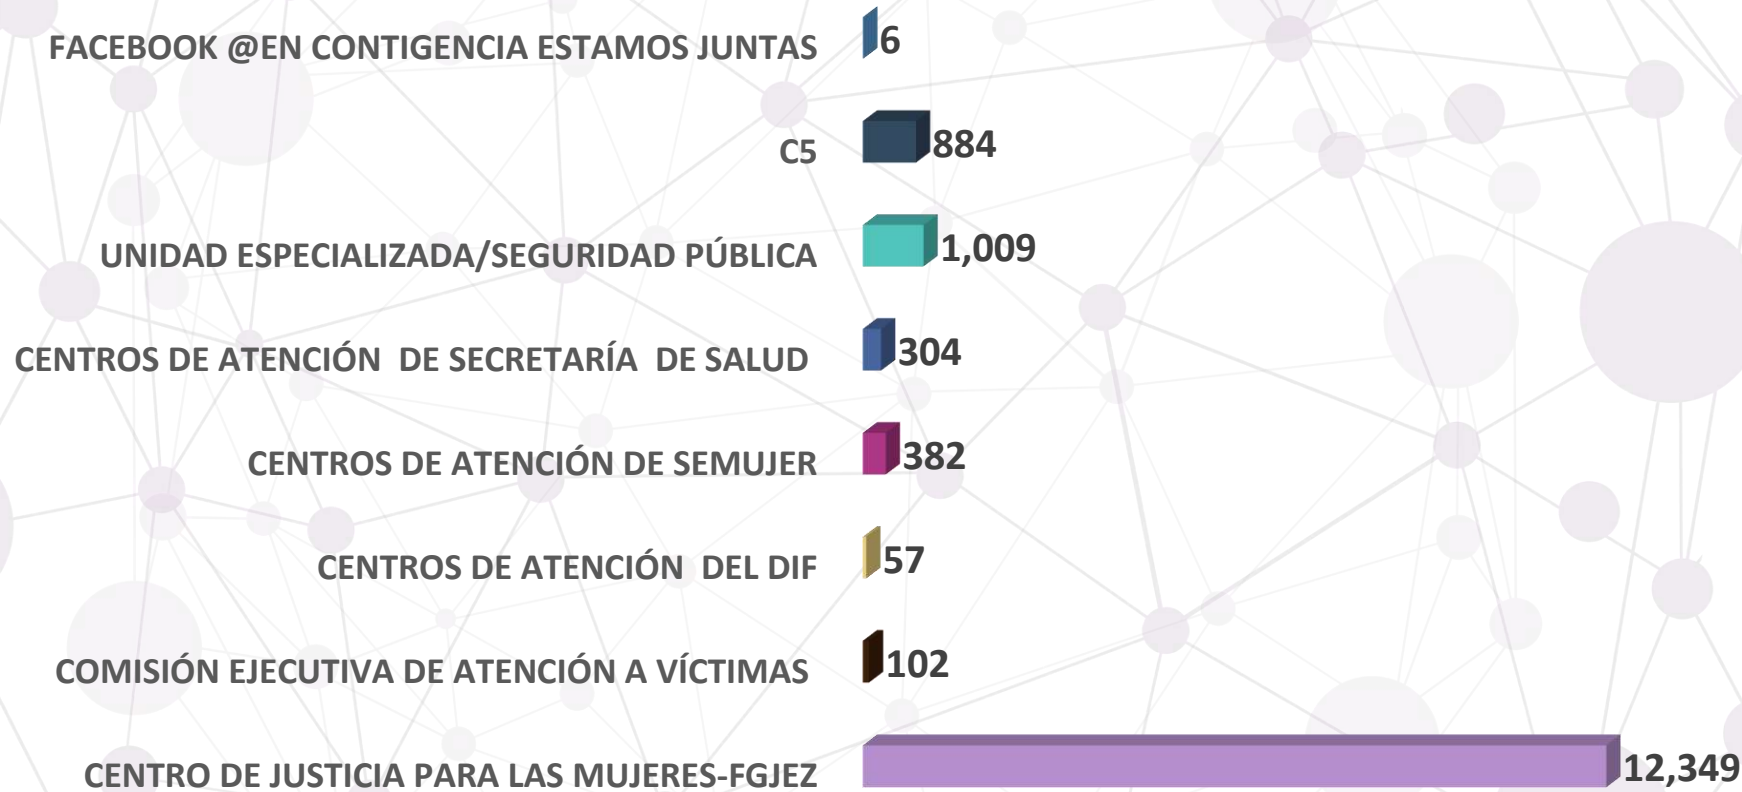 FACEBOOK @EN CONTIGENCIA ESTAMOS JUNTAS 6
C5 884
UNIDAD ESPECIALIZADA/SEGURIDAD PÚBLICA 1,009
CENTROS DE ATENCIÓN DE SECRETARÍA DE SALUD 304
CENTROS DE ATENCIÓN DE SEMUJER 382
CENTROS DE ATENCIÓN DEL DIF 57
COMISIÓN EJECUTIVA DE ATENCIÓN A VÍCTIMAS 102
CENTRO DE JUSTICIA PARA LAS MUJERES-FGJEZ 12,349